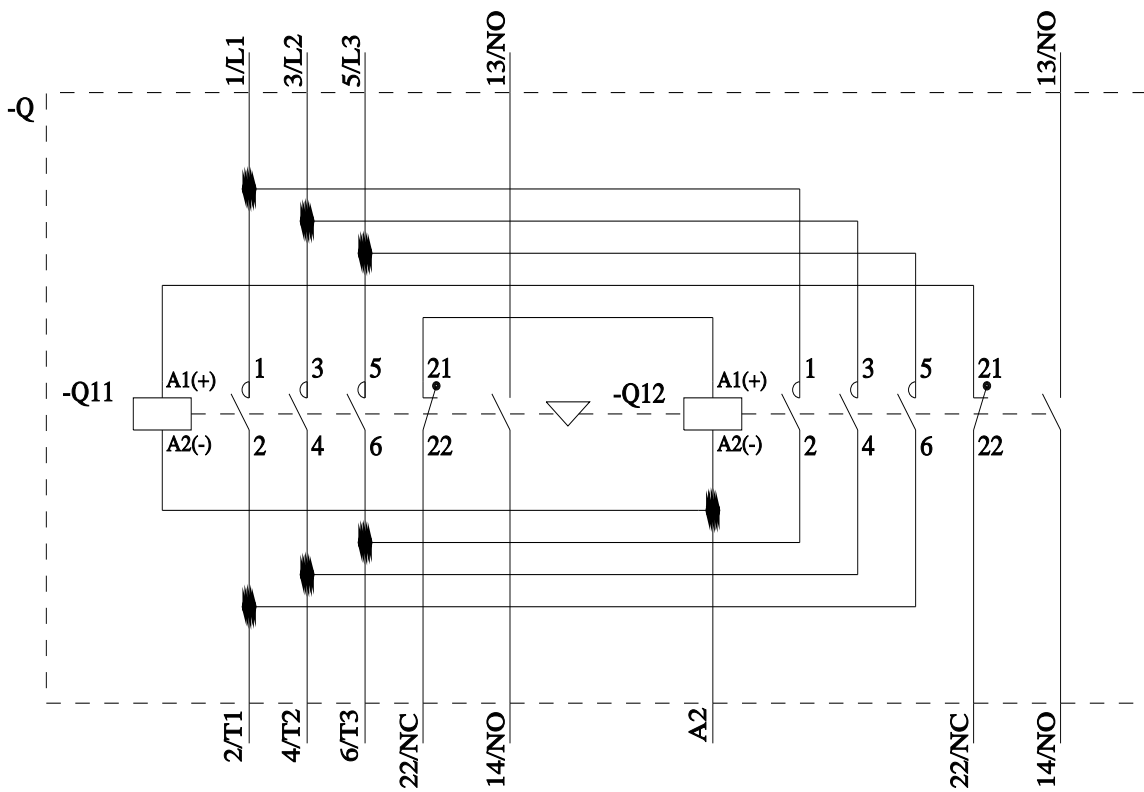 1/L1
3/L2
5/L3
13/NO
13/NO
-Q
1
3
5
21
1
3
5
21
-Q11
A1(+)
-Q12
A1(+)
A2(-)
2
4
6
22
A2(-)
2
4
6
22
2/T1
4/T2
6/T3
22/NC
14/NO
A2
22/NC
14/NO